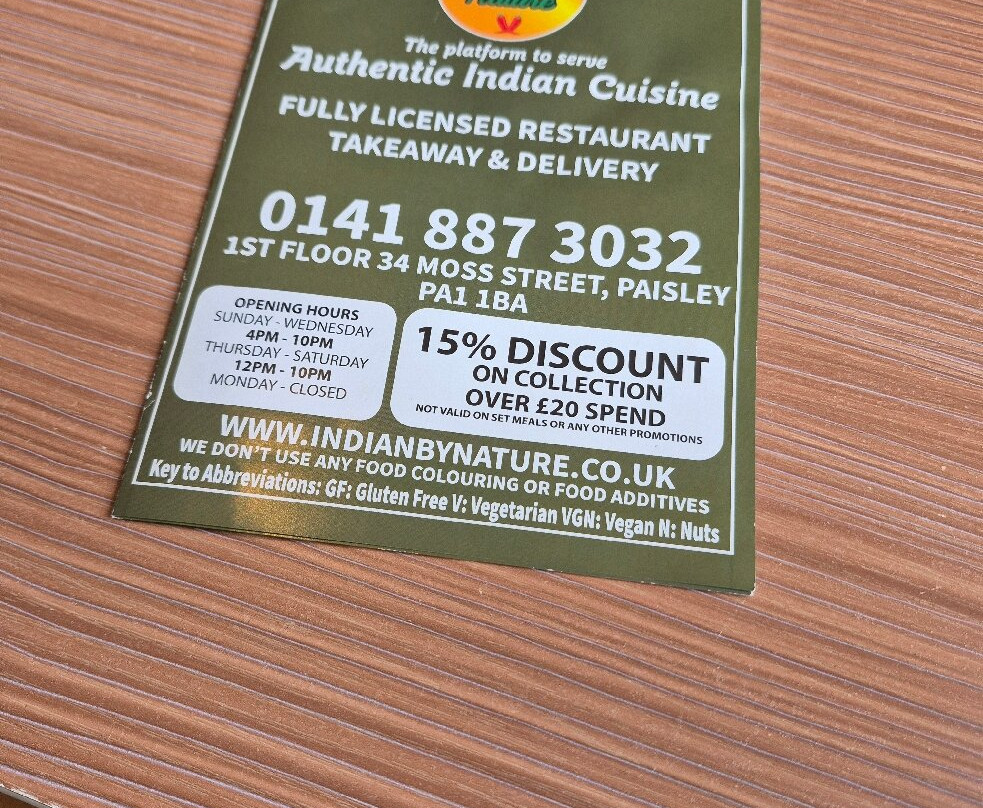 The platform to serve
Authentic Indian Cuisine
FULLY LICENSED RESTAURANT
TAKEAWAY & DELIVERY
0141 887 3032
1ST FLOOR 34 MOSS STREET, PAISLEY
PA1 1BA
OPENING HOURS
SUNDAY - WEDNESDAY
4PM - 10PM
THURSDAY - SATURDAY
12PM - 10PM
MONDAY - CLOSED
15% DISCOUNT
ON COLLECTION
OVER £20 SPEND
NOT VALID ON SET MEALS OR ANY OTHER PROMOTIONS
WWW.INDIANBYNATURE.CO.UK
WE DON'T USE ANY FOOD COLOURING OR FOOD ADDITIVES
Key to Abbreviations: GF: Gluten Free V: Vegetarian VGN: Vegan N: Nuts